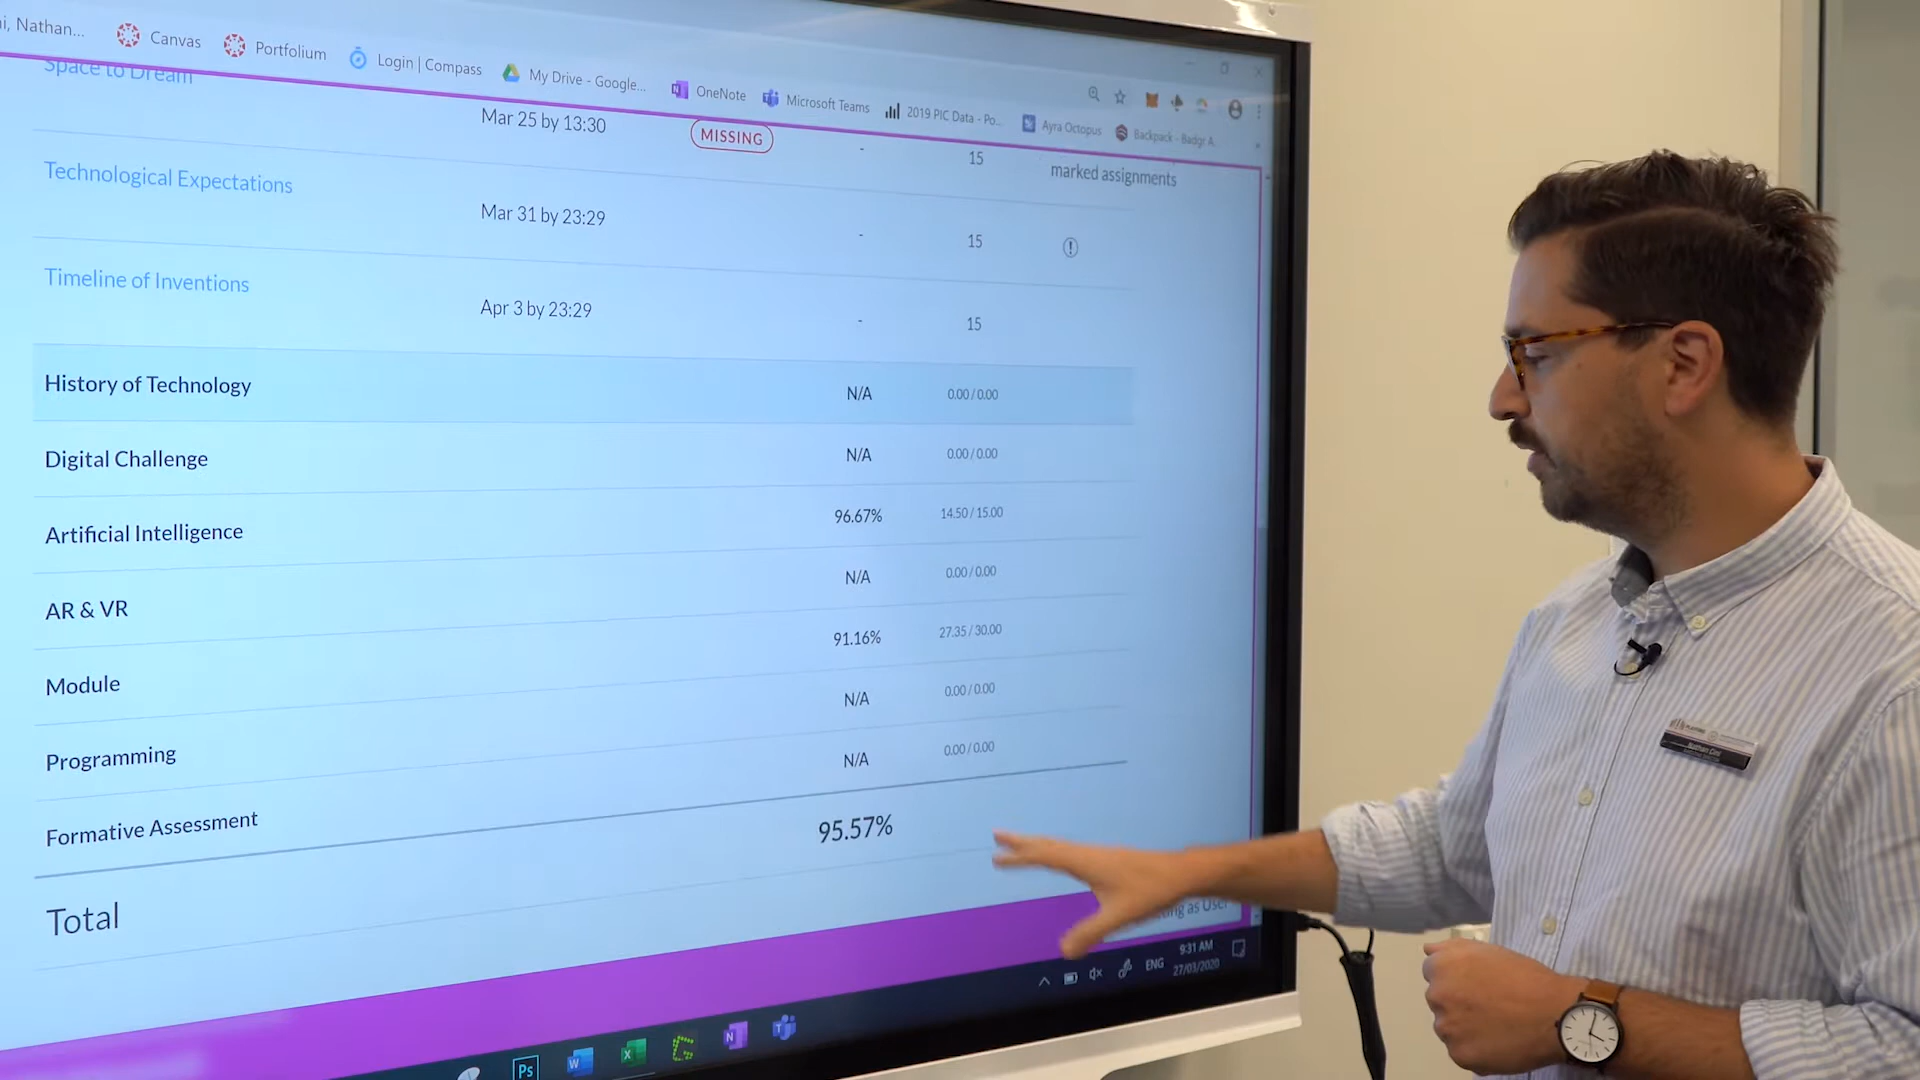 i, Nathan...
Canvas
Portfolium
Login | Compass
My Drive - Google...
OneNote
Microsoft Teams
2019 PIC Data - Po...
Ayra Octopus
Backpack - Badgr A...
Space to Dream
Mar 25 by 13:30
MISSING
-
15
marked assignments
Technological Expectations
Mar 31 by 23:29
-
15
Timeline of Inventions
Apr 3 by 23:29
-
15
History of Technology
N/A
0.00 / 0.00
Digital Challenge
N/A
0.00 / 0.00
Artificial Intelligence
96.67%
14.50 / 15.00
AR & VR
N/A
0.00 / 0.00
Module
91.16%
27.35 / 30.00
Programming
N/A
0.00 / 0.00
Formative Assessment
N/A
0.00 / 0.00
Total
95.57%
as User
ENG
9:31 AM
27/03/2020
Ps
W
X
N
T